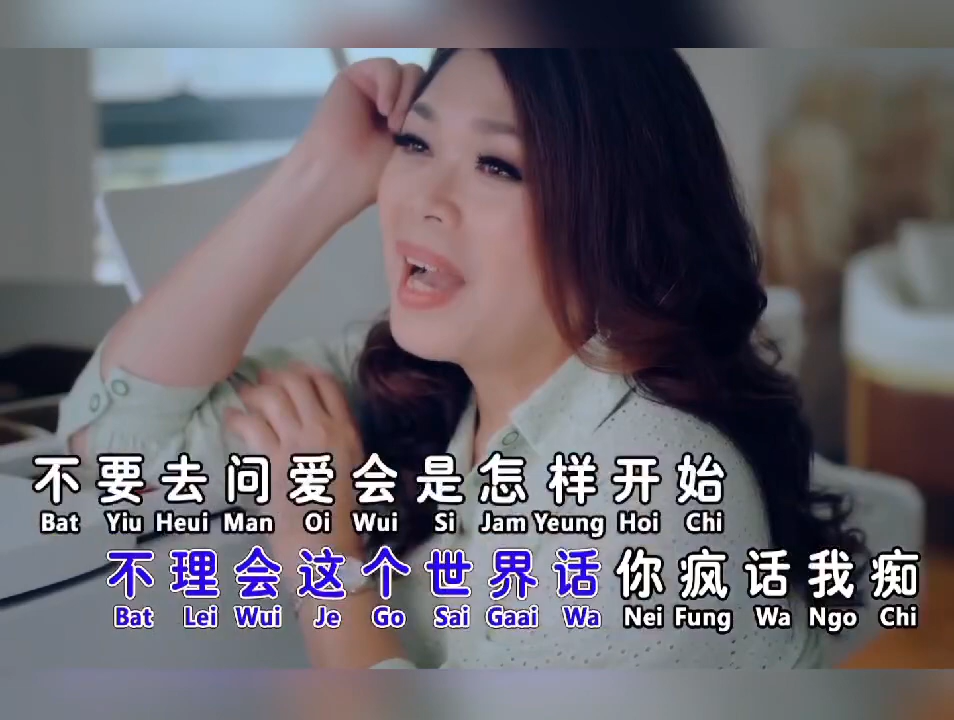 不要去问爱会是怎样开始
Bat Yiu Heui Man Oi Wui Si Jam Yeung Hoi Chi
不理会这个世界话你疯话我痴
Bat Lei Wui Je Go Sai Gaai Wa Nei Fung Wa Ngo Chi